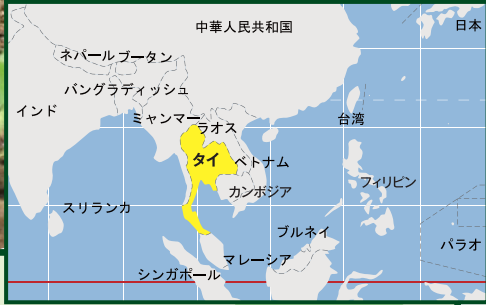 中華人民共和国
日本
ネパール
ブータン
バングラディッシュ
インド
ミャンマー
ラオス
台湾
タイ
ベトナム
カンボジア
フィリピン
スリランカ
ブルネイ
パラオ
マレーシア
シンガポール